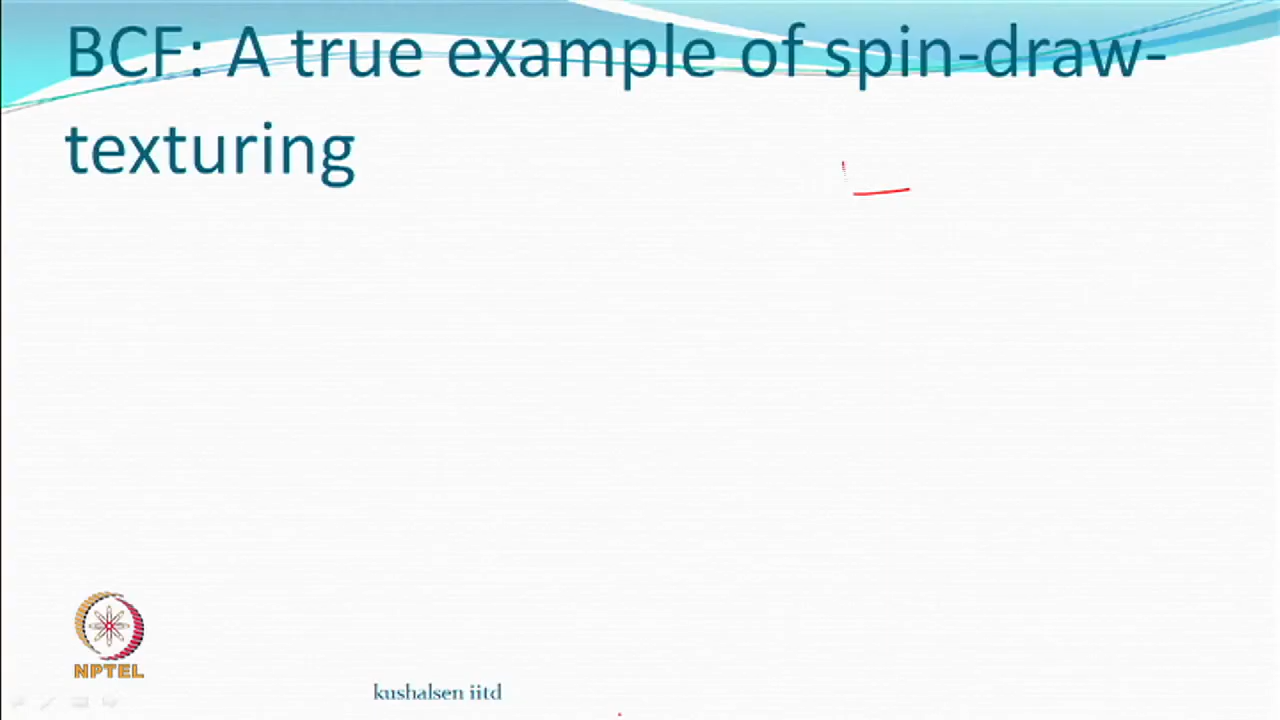 BCF: A true example of spin-draw-
texturing
NPTEL
kushalsen iitd